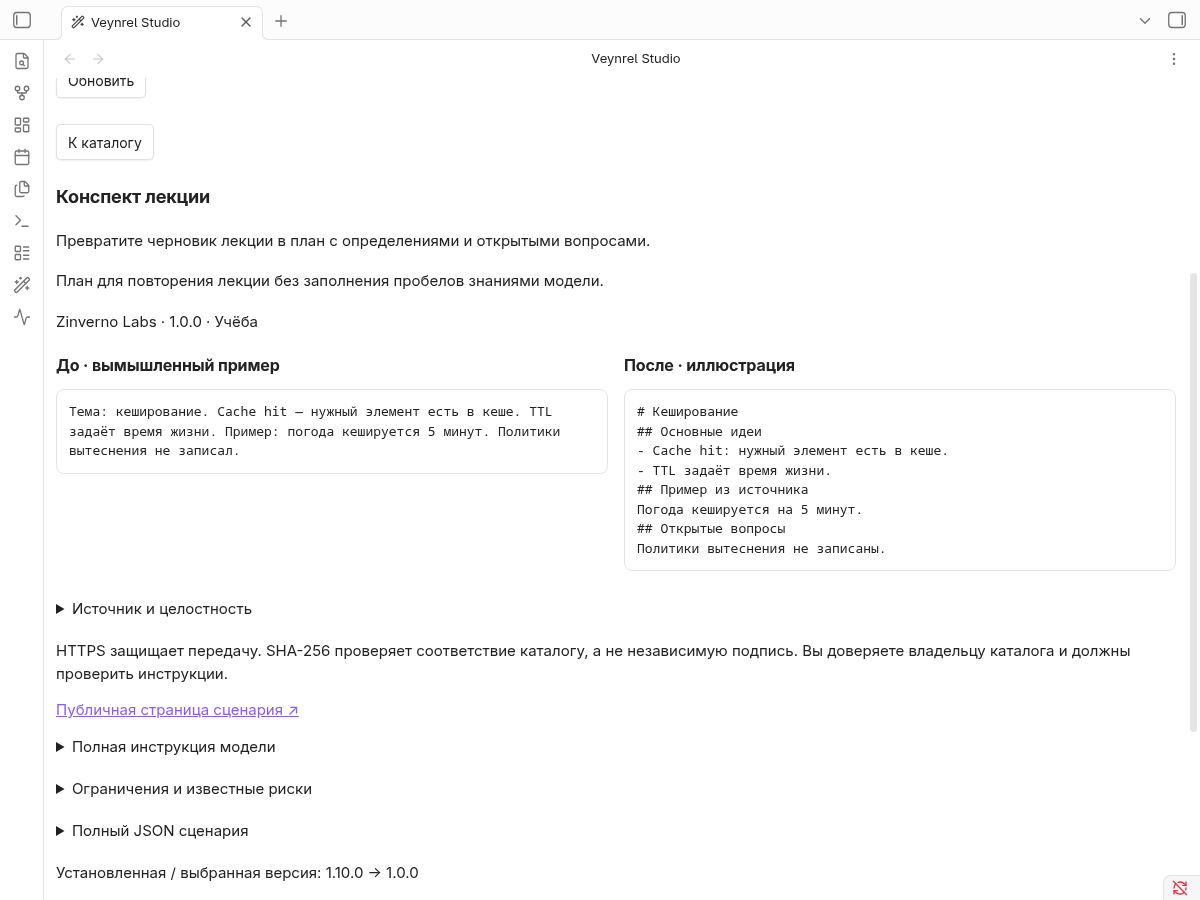 Veynrel Studio
Veynrel Studio
Обновить
К каталогу
Конспект лекции
Превратите черновик лекции в план с определениями и открытыми вопросами.
План для повторения лекции без заполнения пробелов знаниями модели.
Zinverno Labs · 1.0.0 · Учёба
До · вымышленный пример
Тема: кеширование. Cache hit — нужный элемент есть в кеше. TTL
задаёт время жизни. Пример: погода кешируется 5 минут. Политики
вытеснения не записал.
После · иллюстрация
# Кеширование
## Основные идеи
- Cache hit: нужный элемент есть в кеше.
- TTL задаёт время жизни.
## Пример из источника
Погода кешируется на 5 минут.
## Открытые вопросы
Политики вытеснения не записаны.
Источник и целостность
HTTPS защищает передачу. SHA-256 проверяет соответствие каталогу, а не независимую подпись. Вы доверяете владельцу каталога и должны
проверить инструкции.
Публичная страница сценария ↗
Полная инструкция модели
Ограничения и известные риски
Полный JSON сценария
Установленная / выбранная версия: 1.10.0 → 1.0.0